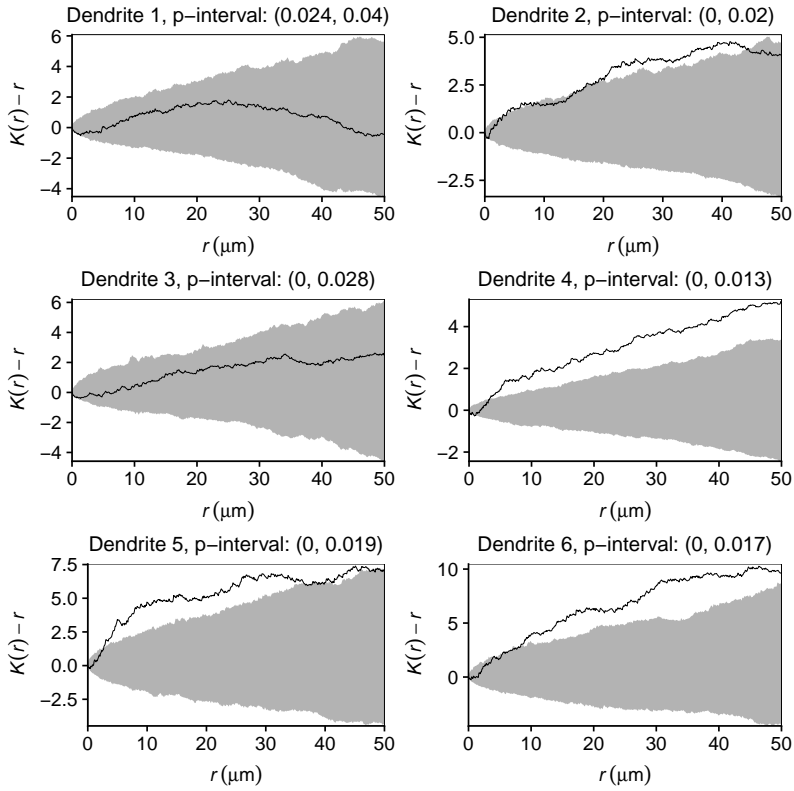 Dendrite 1, p−interval: (0.024, 0.04)
6
4
2
0
−2
−4
K(r) − r
0 10 20 30 40 50
r (μm)
Dendrite 2, p−interval: (0, 0.02)
5.0
2.5
0.0
−2.5
K(r) − r
0 10 20 30 40 50
r (μm)
Dendrite 3, p−interval: (0, 0.028)
6
4
2
0
−2
−4
K(r) − r
0 10 20 30 40 50
r (μm)
Dendrite 4, p−interval: (0, 0.013)
4
2
0
−2
K(r) − r
0 10 20 30 40 50
r (μm)
Dendrite 5, p−interval: (0, 0.019)
7.5
5.0
2.5
0.0
−2.5
K(r) − r
0 10 20 30 40 50
r (μm)
Dendrite 6, p−interval: (0, 0.017)
10
5
0
K(r) − r
0 10 20 30 40 50
r (μm)